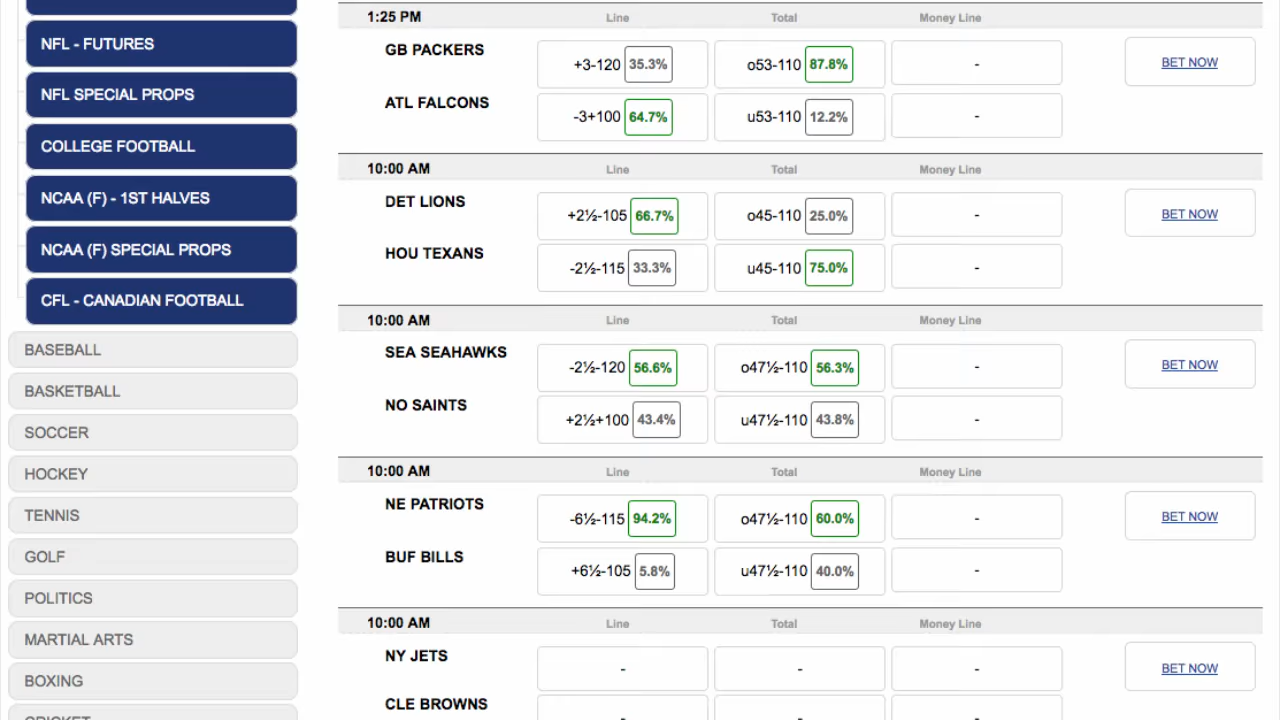 NFL - FUTURES
NFL SPECIAL PROPS
COLLEGE FOOTBALL
NCAA (F) - 1ST HALVES
NCAA (F) SPECIAL PROPS
CFL - CANADIAN FOOTBALL
BASEBALL
BASKETBALL
SOCCER
HOCKEY
TENNIS
GOLF
POLITICS
MARTIAL ARTS
BOXING
CRICKET
1:25 PM Line Total Money Line
GB PACKERS +3-120 35.3% o53-110 87.8% - BET NOW
ATL FALCONS -3+100 64.7% u53-110 12.2% -
10:00 AM Line Total Money Line
DET LIONS +2½-105 66.7% o45-110 25.0% - BET NOW
HOU TEXANS -2½-115 33.3% u45-110 75.0% -
10:00 AM Line Total Money Line
SEA SEAHAWKS -2½-120 56.6% o47½-110 56.3% - BET NOW
NO SAINTS +2½+100 43.4% u47½-110 43.8% -
10:00 AM Line Total Money Line
NE PATRIOTS -6½-115 94.2% o47½-110 60.0% - BET NOW
BUF BILLS +6½-105 5.8% u47½-110 40.0% -
10:00 AM Line Total Money Line
NY JETS - - - BET NOW
CLE BROWNS - - -